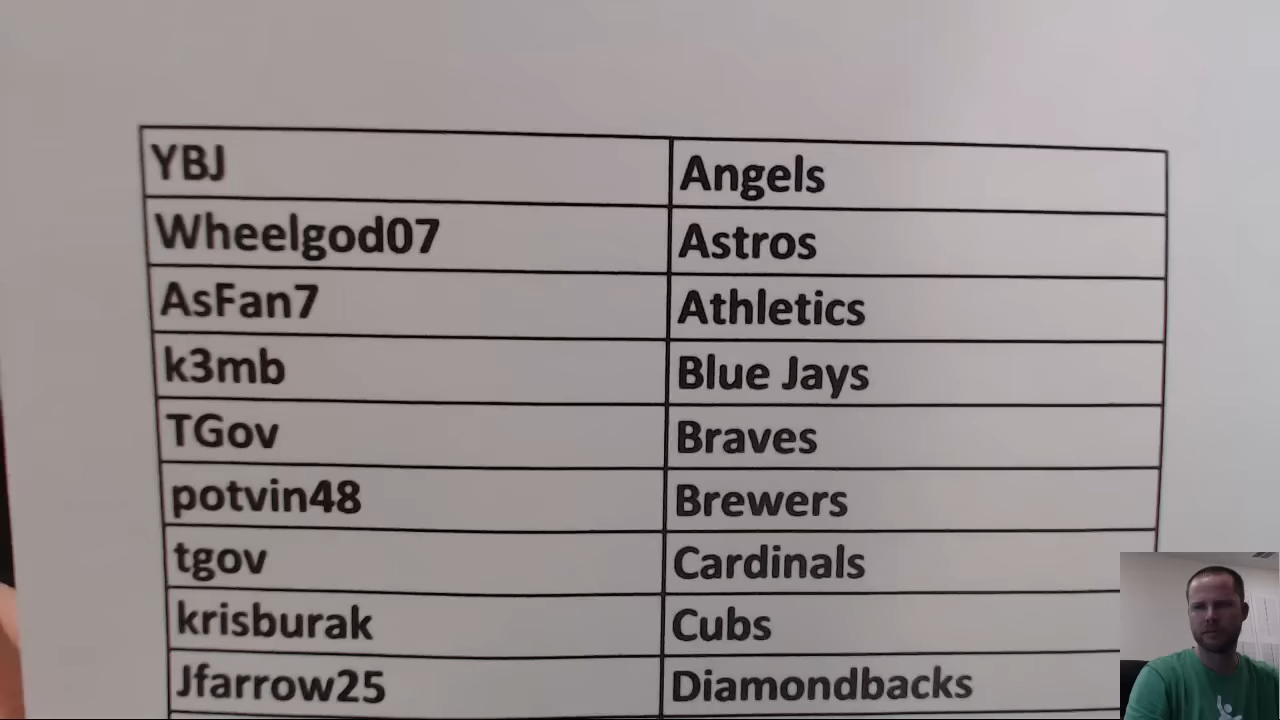 YBJ Angels
Wheelgod07 Astros
AsFan7 Athletics
k3mb Blue Jays
TGov Braves
potvin48 Brewers
tgov Cardinals
krisburak Cubs
Jfarrow25 Diamondbacks